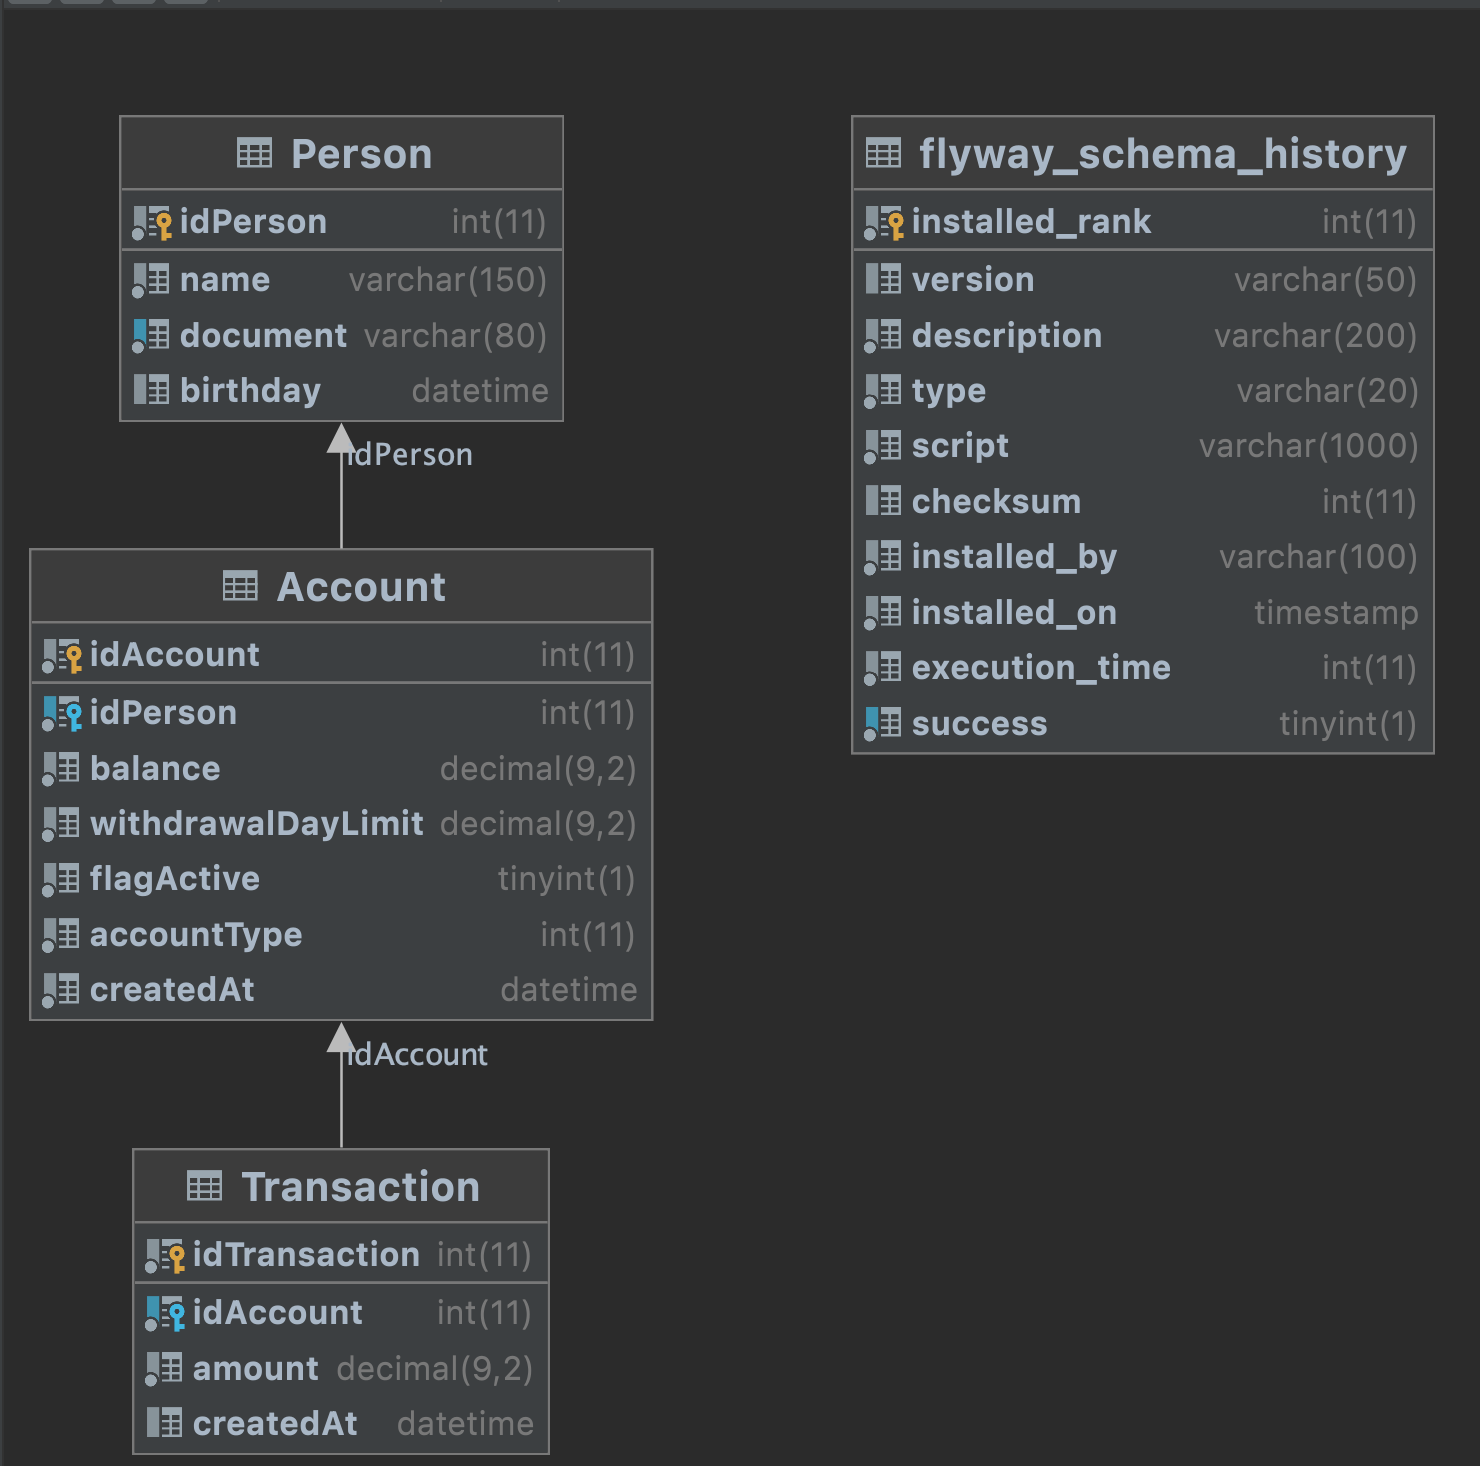 Person
idPerson int(11)
name varchar(150)
document varchar(80)
birthday datetime
idPerson
Account
idAccount int(11)
idPerson int(11)
balance decimal(9,2)
withdrawalDayLimit decimal(9,2)
flagActive tinyint(1)
accountType int(11)
createdAt datetime
idAccount
Transaction
idTransaction int(11)
idAccount int(11)
amount decimal(9,2)
createdAt datetime
flyway_schema_history
installed_rank int(11)
version varchar(50)
description varchar(200)
type varchar(20)
script varchar(1000)
checksum int(11)
installed_by varchar(100)
installed_on timestamp
execution_time int(11)
success tinyint(1)